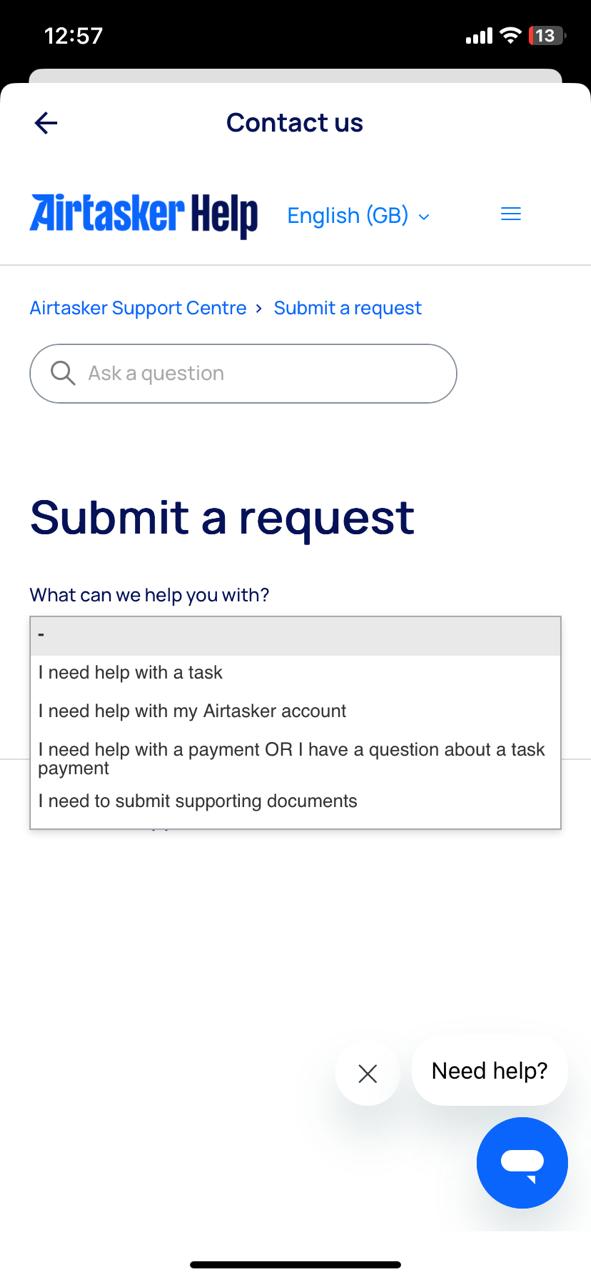 12:57
13
Contact us
Airtasker Help
English (GB)
Airtasker Support Centre > Submit a request
Ask a question
Submit a request
What can we help you with?
-
I need help with a task
I need help with my Airtasker account
I need help with a payment OR I have a question about a task
payment
I need to submit supporting documents
Need help?